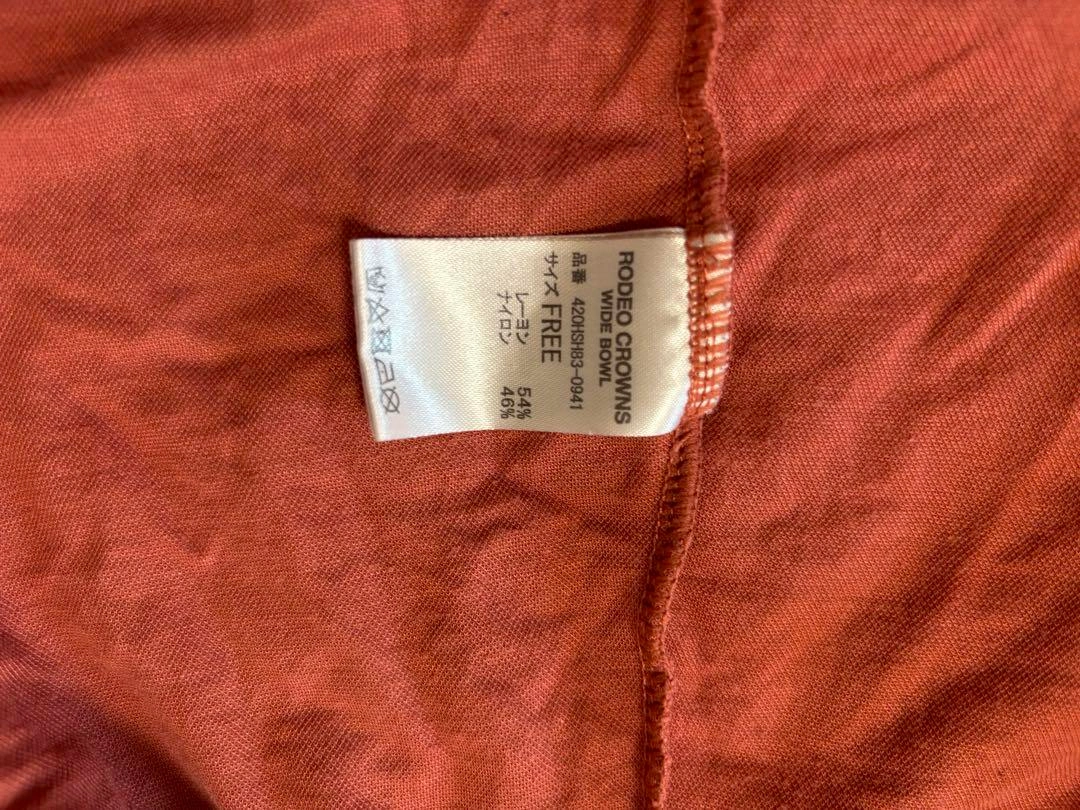 RODEO CROWNS
WIDE BOWL
品番 420HSH83-0941
サイズ FREE
レーヨン 54%
ナイロン 46%